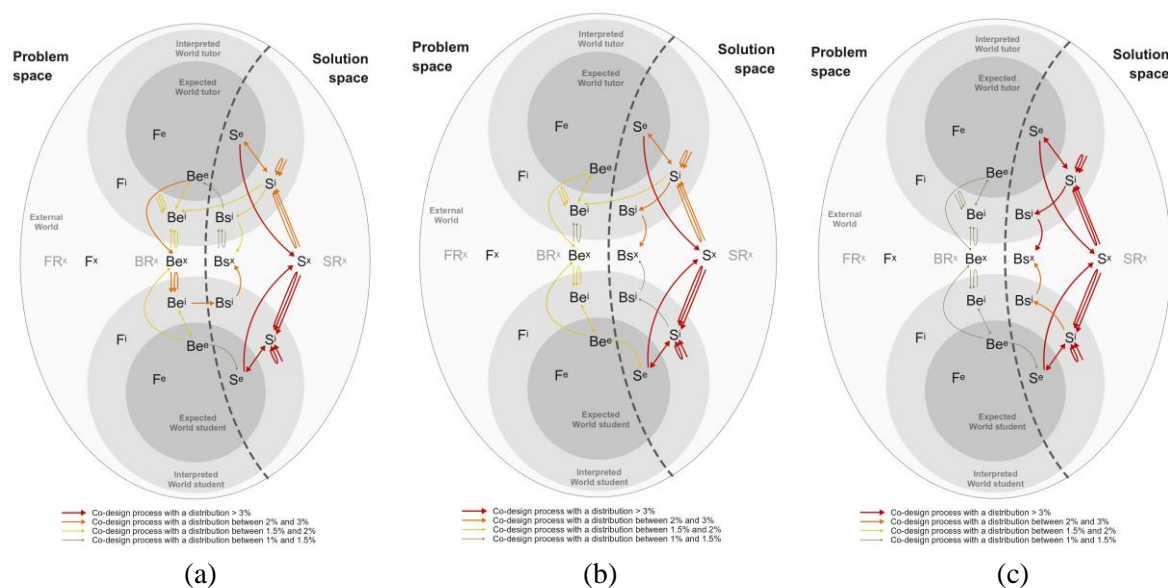 Problem
space
Interpreted
World tutor
Solution
space
Expected
World tutor
Fᵉ
Sᵉ
Beᵉ
Sⁱ
Fⁱ
Beⁱ
Bsⁱ
External
World
FRˣ
Fˣ
BRˣ
Beˣ
Bsˣ
Sˣ
SRˣ
Beⁱ
Bsⁱ
Fⁱ
Sⁱ
Beᵉ
Fᵉ
Sᵉ
Expected
World student
Interpreted
World student
Co-design process with a distribution > 3%
Co-design process with a distribution between 2% and 3%
Co-design process with a distribution between 1.5% and 2%
Co-design process with a distribution between 1% and 1.5%
(a)
Problem
space
Interpreted
World tutor
Solution
space
Expected
World tutor
Fᵉ
Sᵉ
Beᵉ
Sⁱ
Fⁱ
Beⁱ
Bsⁱ
External
World
FRˣ
Fˣ
BRˣ
Beˣ
Bsˣ
Sˣ
SRˣ
Beⁱ
Bsⁱ
Fⁱ
Sⁱ
Beᵉ
Fᵉ
Sᵉ
Expected
World student
Interpreted
World student
Co-design process with a distribution > 3%
Co-design process with a distribution between 2% and 3%
Co-design process with a distribution between 1.5% and 2%
Co-design process with a distribution between 1% and 1.5%
(b)
Problem
space
Interpreted
World tutor
Solution
space
Expected
World tutor
Fᵉ
Sᵉ
Beᵉ
Sⁱ
Fⁱ
Beⁱ
Bsⁱ
External
World
FRˣ
Fˣ
BRˣ
Beˣ
Bsˣ
Sˣ
SRˣ
Beⁱ
Bsⁱ
Fⁱ
Sⁱ
Beᵉ
Fᵉ
Sᵉ
Expected
World student
Interpreted
World student
Co-design process with a distribution > 3%
Co-design process with a distribution between 2% and 3%
Co-design process with a distribution between 1.5% and 2%
Co-design process with a distribution between 1% and 1.5%
(c)